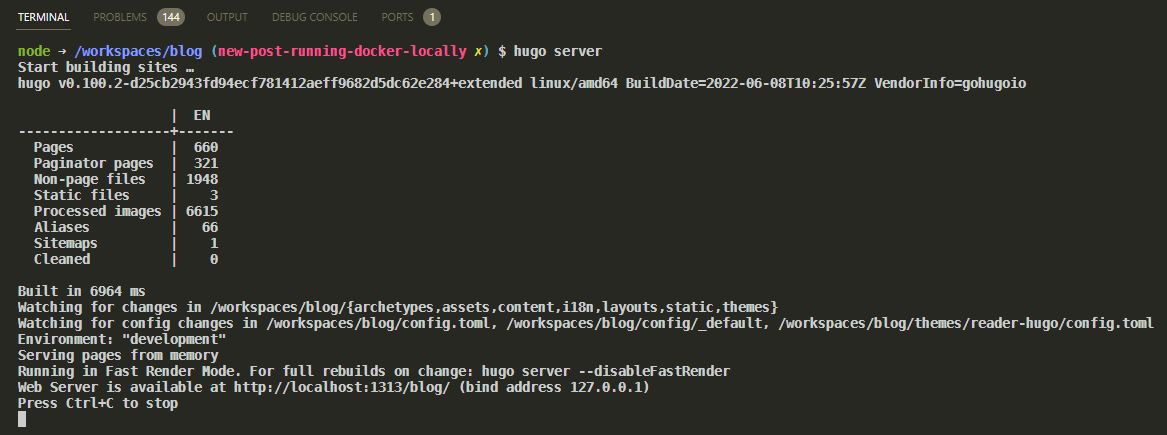 TERMINAL PROBLEMS 144 OUTPUT DEBUG CONSOLE PORTS 1
node ➜ /workspaces/blog (new-post-running-docker-locally ✗) $ hugo server
Start building sites …
hugo v0.100.2-d25cb2943fd94ecf781412aeff9682d5dc62e284+extended linux/amd64 BuildDate=2022-06-08T10:25:57Z VendorInfo=gohugoio
                   |  EN
-------------------+-------
  Pages            |  660
  Paginator pages  |  321
  Non-page files   | 1948
  Static files     |    3
  Processed images | 6615
  Aliases          |   66
  Sitemaps         |    1
  Cleaned          |    0
Built in 6964 ms
Watching for changes in /workspaces/blog/{archetypes,assets,content,i18n,layouts,static,themes}
Watching for config changes in /workspaces/blog/config.toml, /workspaces/blog/config/_default, /workspaces/blog/themes/reader-hugo/config.toml
Environment: "development"
Serving pages from memory
Running in Fast Render Mode. For full rebuilds on change: hugo server --disableFastRender
Web Server is available at http://localhost:1313/blog/ (bind address 127.0.0.1)
Press Ctrl+C to stop